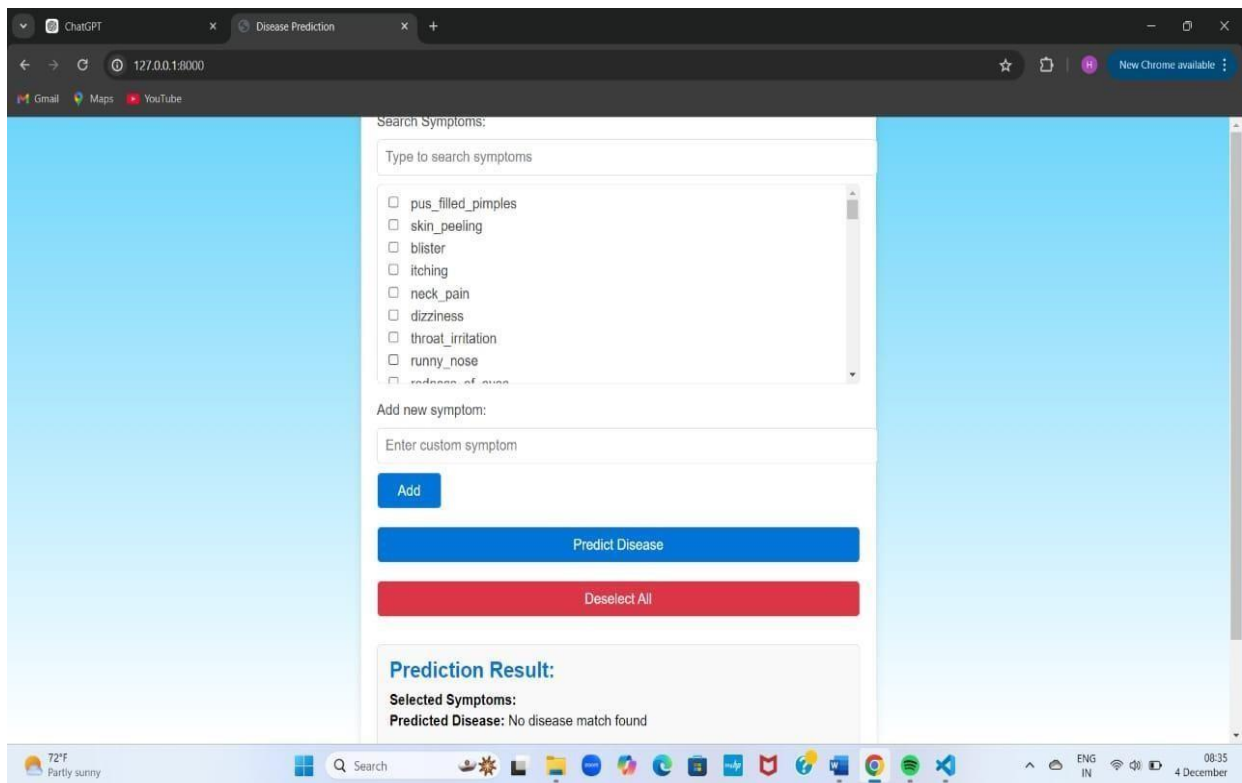 ChatGPT
Disease Prediction
127.0.0.1:8000
New Chrome available
Gmail Maps YouTube
Search Symptoms:
Type to search symptoms
pus_filled_pimples
skin_peeling
blister
itching
neck_pain
dizziness
throat_irritation
runny_nose
redness_of_eyes
Add new symptom:
Enter custom symptom
Add
Predict Disease
Deselect All
Prediction Result:
Selected Symptoms:
Predicted Disease: No disease match found
72°F
Partly sunny
Search
ENG
IN
08:35
4 December